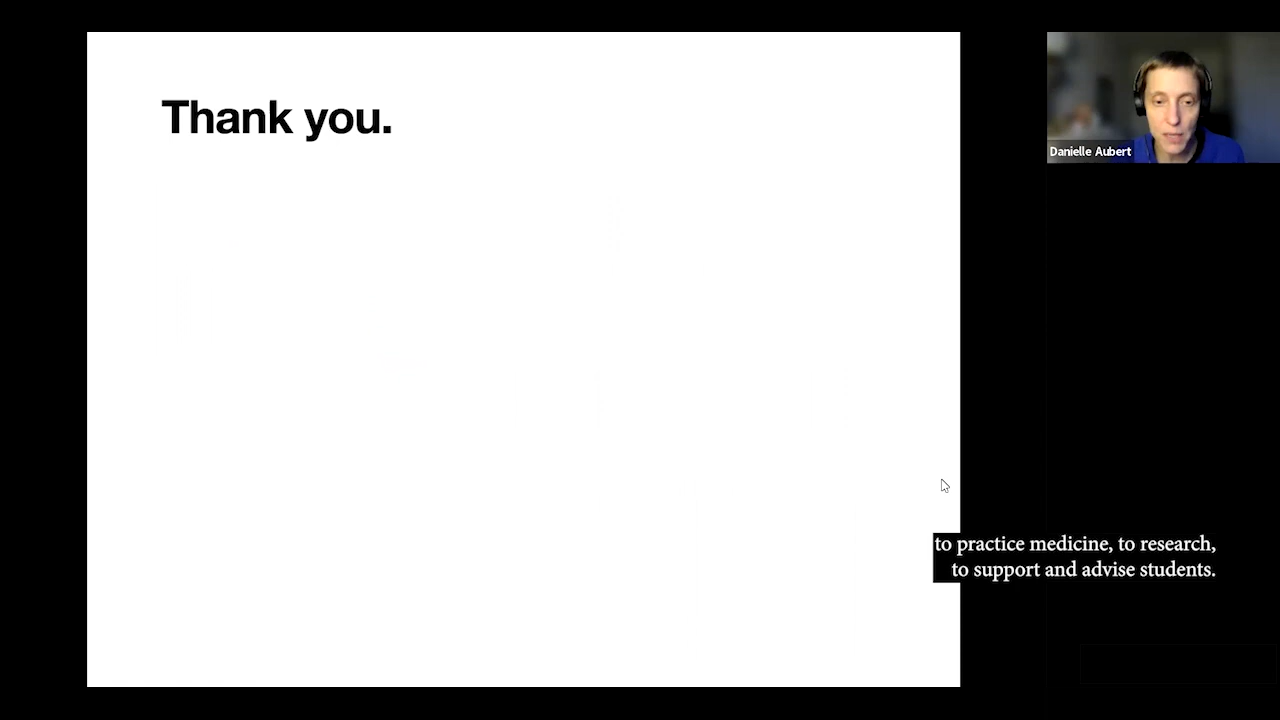 Thank you.
Danielle Aubert
to practice medicine, to research,
to support and advise students.